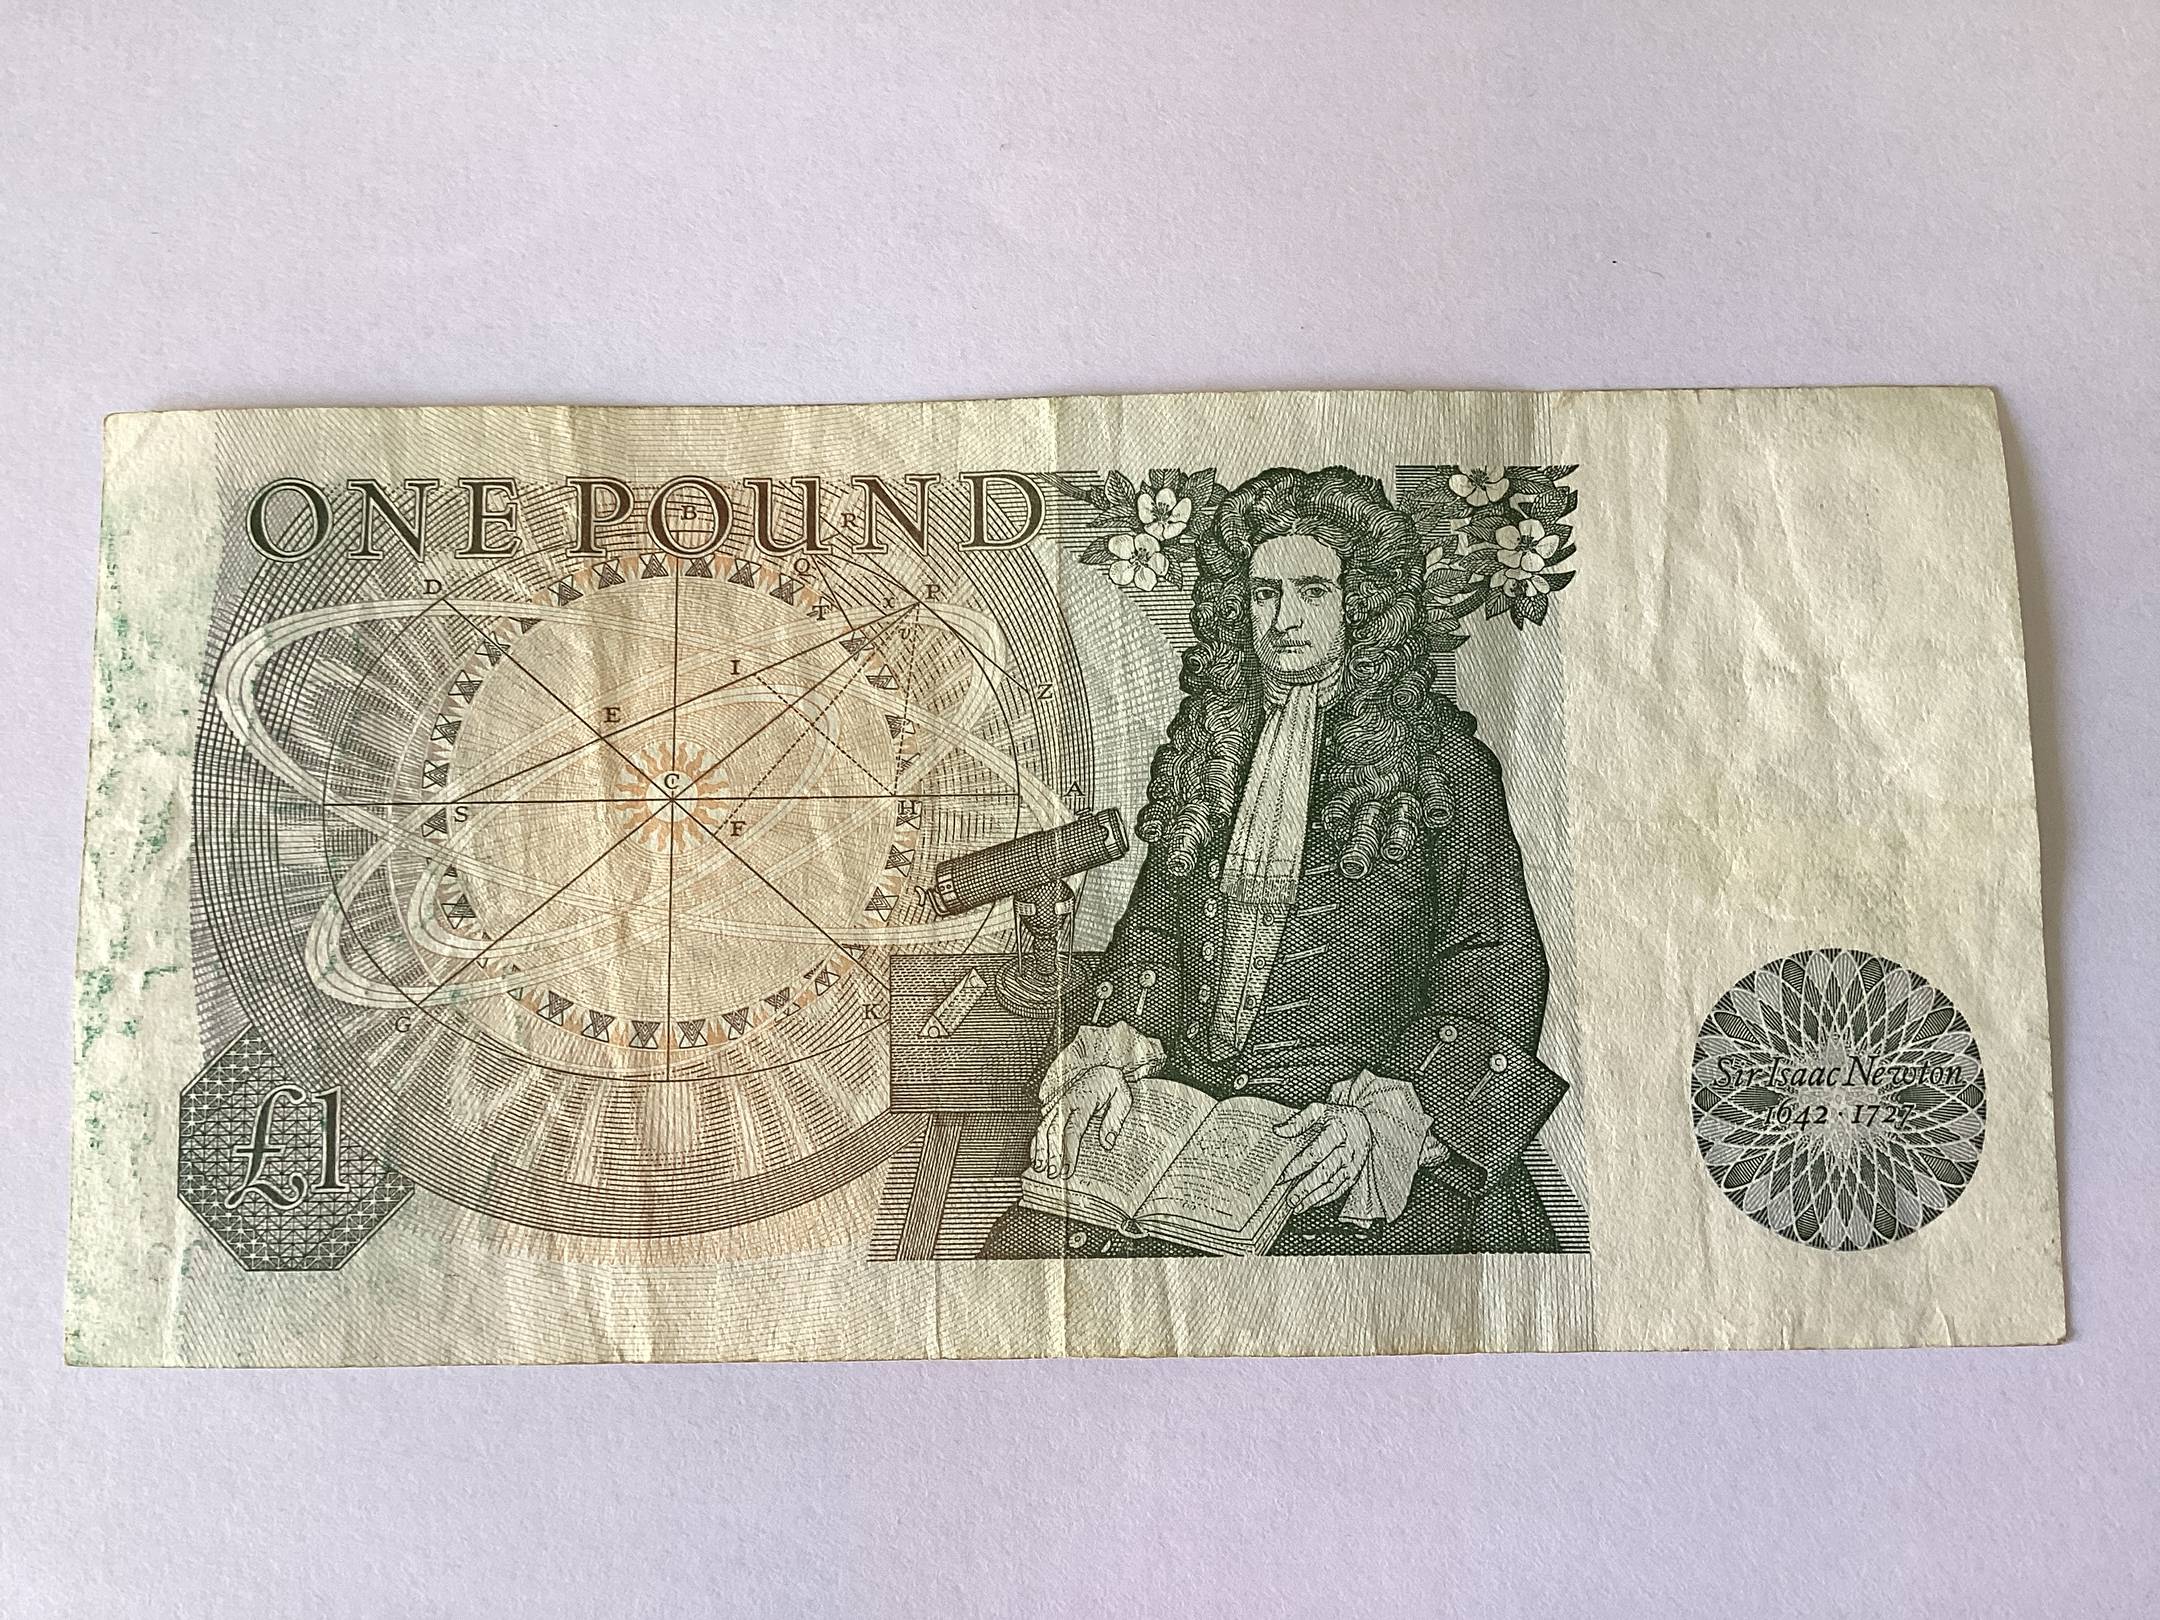 ONE POUND
B
R
D
Q
P
x
T
v
I
Z
E
C
A
S
H
F
G
K
£1
Sir Isaac Newton
1642 · 1727